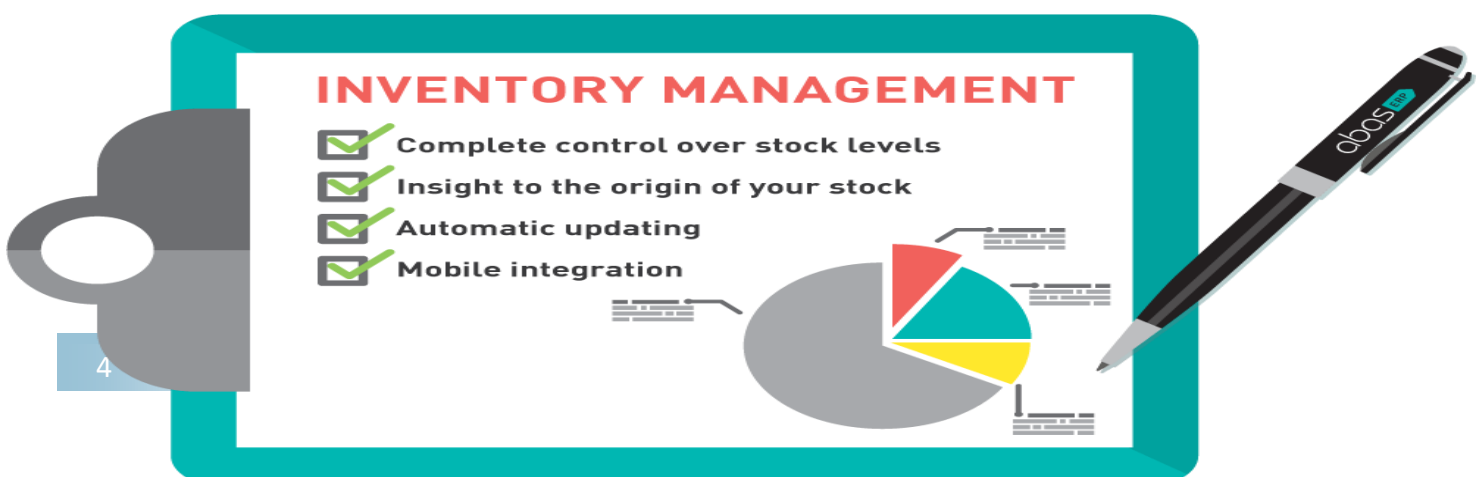 INVENTORY MANAGEMENT
Complete control over stock levels
Insight to the origin of your stock
Automatic updating
Mobile integration
abas ERP
4